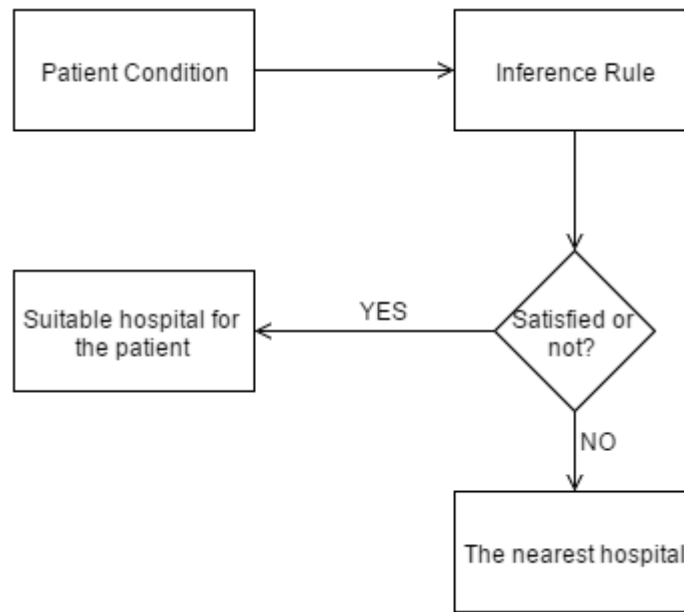 Patient Condition
Inference Rule
Satisfied or
not?
YES
Suitable hospital for
the patient
NO
The nearest hospital